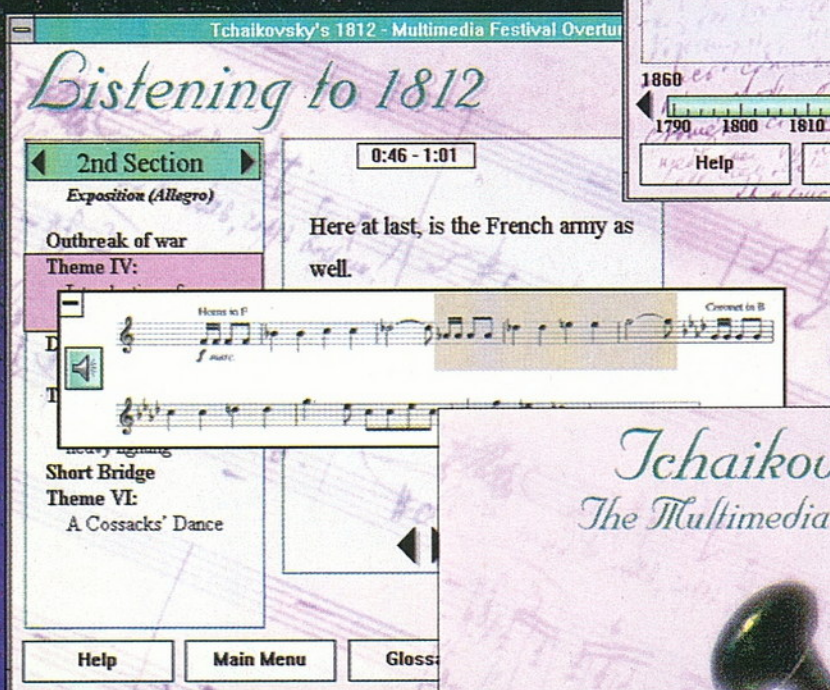 Tchaikovsky's 1812 - Multimedia Festival Overtu
Listening to 1812
1860
1790 1800 1810
Help
2nd Section
Exposition (Allegro)
0:46 - 1:01
Outbreak of war
Theme IV:
Here at last, is the French army as
well.
Horns in F
Coronet in B
f marc.
Short Bridge
Theme VI:
A Cossacks' Dance
Tchaikov
The Multimedia
Help
Main Menu
Gloss